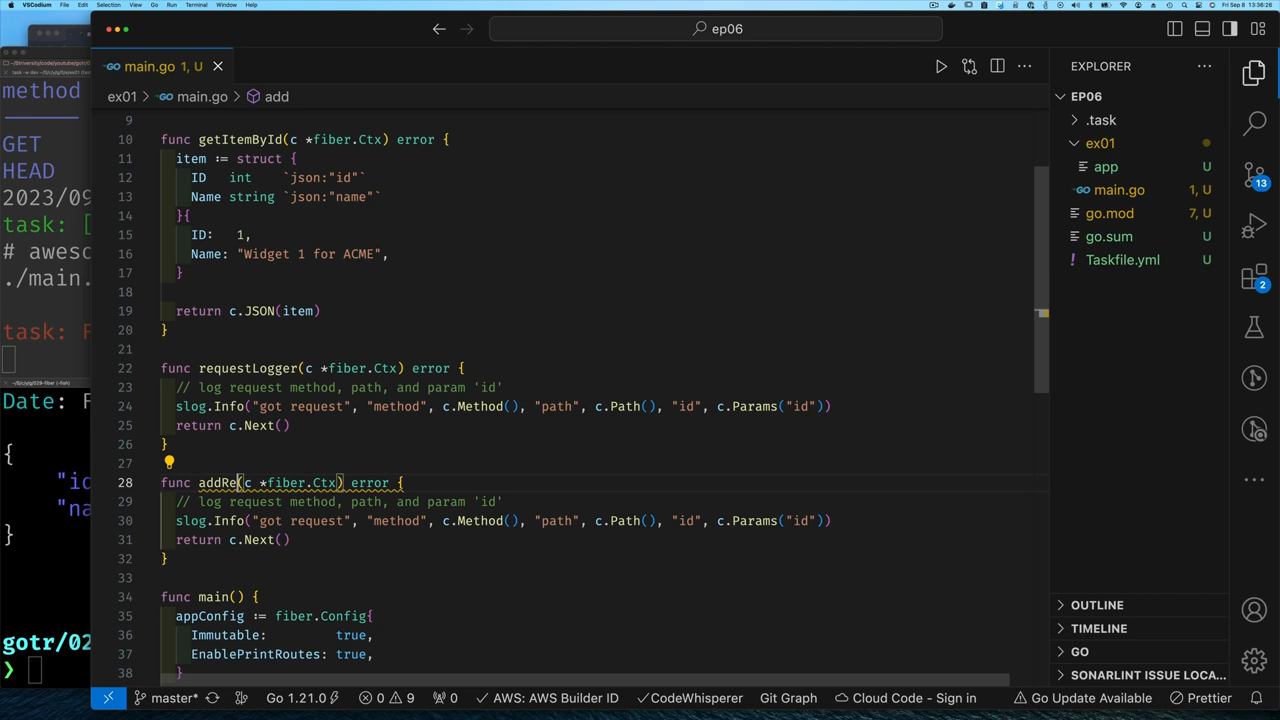 VSCodium File Edit Selection View Go Run Terminal Window Help
Fri Sep 8 13:36:26
ep06
main.go 1, U
ex01 > main.go > add
method
GET
HEAD
2023/09
task: [
# awesc
./main.
task: F
Date: F
{
"id
"na
}
gotr/02
❯
9
10 func getItemById(c *fiber.Ctx) error {
11 item := struct {
12 ID int `json:"id"`
13 Name string `json:"name"`
14 }{
15 ID: 1,
16 Name: "Widget 1 for ACME",
17 }
18
19 return c.JSON(item)
20 }
21
22 func requestLogger(c *fiber.Ctx) error {
23 // log request method, path, and param 'id'
24 slog.Info("got request", "method", c.Method(), "path", c.Path(), "id", c.Params("id"))
25 return c.Next()
26 }
27
28 func addRe(c *fiber.Ctx) error {
29 // log request method, path, and param 'id'
30 slog.Info("got request", "method", c.Method(), "path", c.Path(), "id", c.Params("id"))
31 return c.Next()
32 }
33
34 func main() {
35 appConfig := fiber.Config{
36 Immutable: true,
37 EnablePrintRoutes: true,
38 }
EXPLORER
EP06
.task
ex01
app U
main.go 1, U
go.mod 7, U
go.sum U
Taskfile.yml U
OUTLINE
TIMELINE
GO
SONARLINT ISSUE LOCA...
13
2
master* Go 1.21.0 0 9 0 AWS: AWS Builder ID CodeWhisperer Git Graph Cloud Code - Sign in Go Update Available Prettier